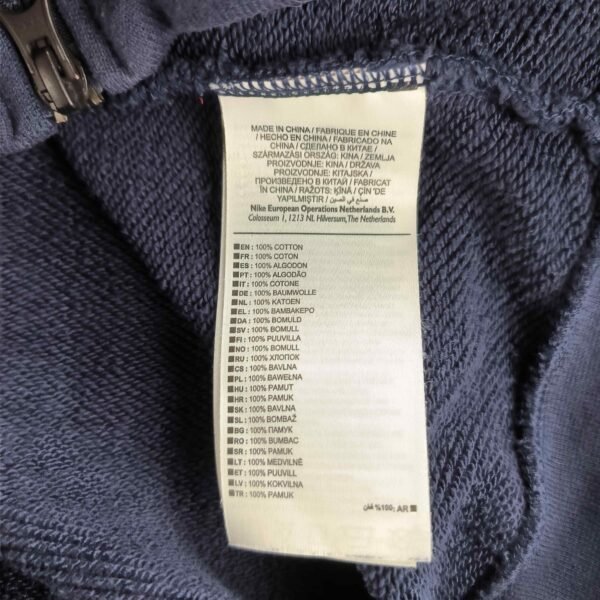 MADE IN CHINA / FABRIQUE EN CHINE
/ HECHO EN CHINA / FABRICADO NA
CHINA / СДЕЛАНО В КИТАЕ /
SZÁRMAZÁSI ORSZÁG: KINA / ZEMLJA
PROIZVODNJE: KINA / DRŽAVA
PROIZVODNJE: KITAJSKA /
ПРОИЗВЕДЕНО В КИТАЙ / FABRICAT
ÎN CHINA / RAŽOTS: ĶĪNĀ / ÇİN 'DE
YAPILMIŞTIR / صنع في الصين
Nike European Operations Netherlands B.V.
Colosseum 1, 1213 NL Hilversum, The Netherlands
EN : 100% COTTON
FR : 100% COTON
ES : 100% ALGODON
PT : 100% ALGODÃO
IT : 100% COTONE
DE : 100% BAUMWOLLE
NL : 100% KATOEN
EL : 100% ΒΑΜΒΑΚΕΡΟ
DA : 100% BOMULD
SV : 100% BOMULL
FI : 100% PUUVILLA
NO : 100% BOMULL
RU : 100% ХЛОПОК
CS : 100% BAVLNA
PL : 100% BAWEŁNA
HU : 100% PAMUT
HR : 100% PAMUK
SK : 100% BAVLNA
SL : 100% BOMBAŽ
BG : 100% ПАМУК
RO : 100% BUMBAC
SR : 100% PAMUK
LT : 100% MEDVILNĖ
ET : 100% PUUVILL
LV : 100% KOKVILNA
TR : 100% PAMUK
AR :100% قطن